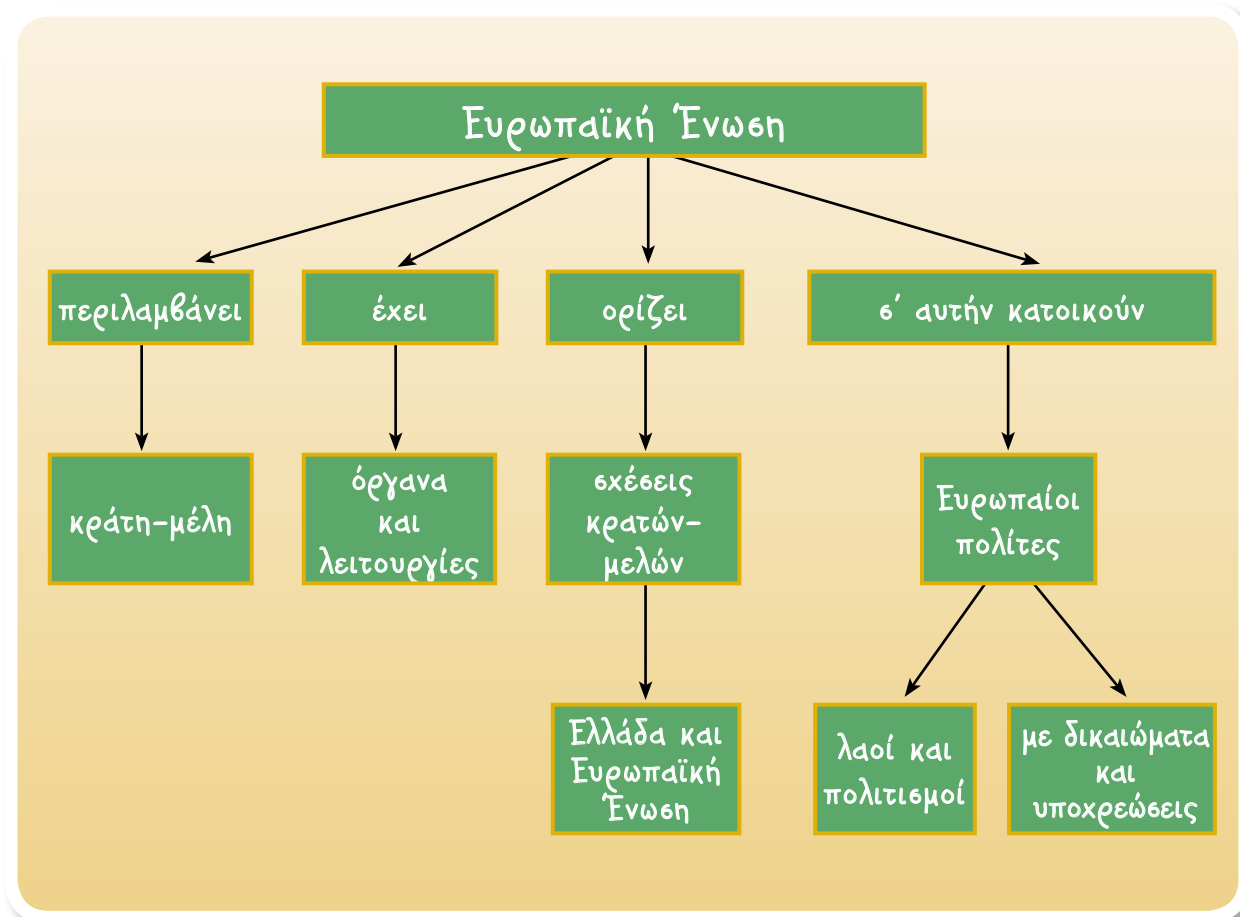 Ευρωπαϊκή Ένωση
περιλαμβάνει
έχει
ορίζει
σ' αυτήν κατοικούν
κράτη-μέλη
όργανα
και
λειτουργίες
σχέσεις
κρατών-
μελών
Ευρωπαίοι
πολίτες
Ελλάδα και
Ευρωπαϊκή
Ένωση
λαοί και
πολιτισμοί
με δικαιώματα
και
υποχρεώσεις